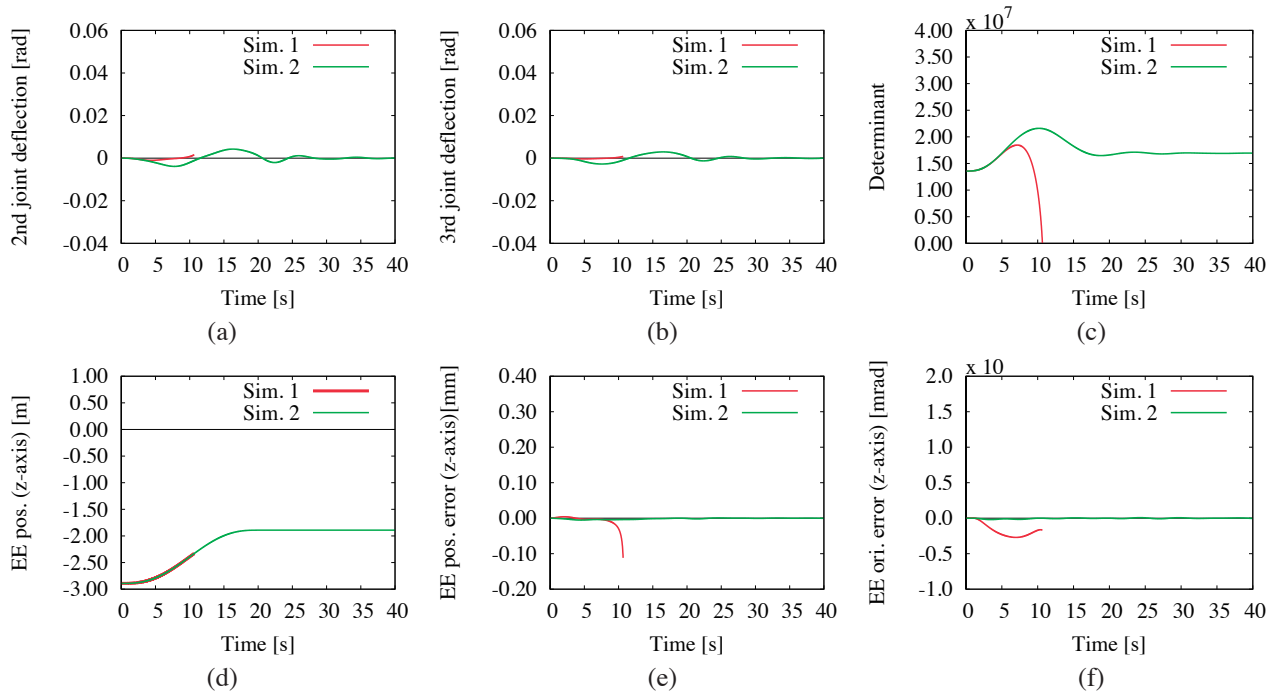 2nd joint deflection [rad]
0.06
0.04
0.02
0
-0.02
-0.04
Sim. 1
Sim. 2
0 5 10 15 20 25 30 35 40
Time [s]
(a)
3rd joint deflection [rad]
0.06
0.04
0.02
0
-0.02
-0.04
Sim. 1
Sim. 2
0 5 10 15 20 25 30 35 40
Time [s]
(b)
x 10^7
Determinant
4.00
3.50
3.00
2.50
2.00
1.50
1.00
0.50
0.00
Sim. 1
Sim. 2
0 5 10 15 20 25 30 35 40
Time [s]
(c)
EE pos. (z-axis) [m]
1.00
0.50
0.00
-0.50
-1.00
-1.50
-2.00
-2.50
-3.00
Sim. 1
Sim. 2
0 5 10 15 20 25 30 35 40
Time [s]
(d)
EE pos. error (z-axis)[mm]
0.40
0.30
0.20
0.10
0.00
-0.10
-0.20
Sim. 1
Sim. 2
0 5 10 15 20 25 30 35 40
Time [s]
(e)
x 10
EE ori. error (z-axis) [mrad]
2.0
1.5
1.0
0.5
0.0
-0.5
-1.0
Sim. 1
Sim. 2
0 5 10 15 20 25 30 35 40
Time [s]
(f)